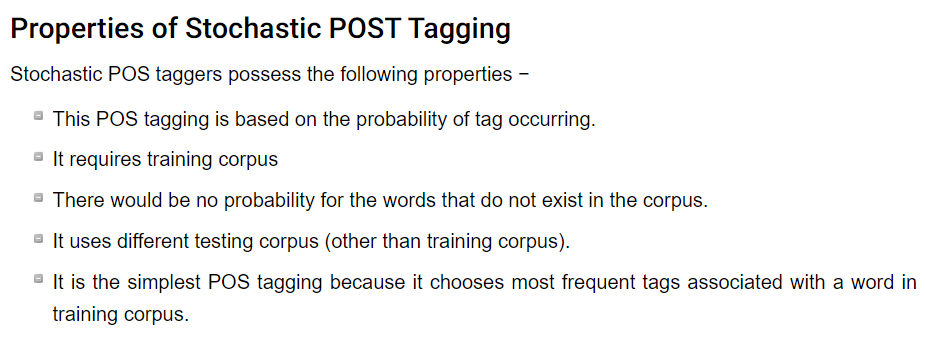 Properties of Stochastic POST Tagging
Stochastic POS taggers possess the following properties −
This POS tagging is based on the probability of tag occurring.
It requires training corpus
There would be no probability for the words that do not exist in the corpus.
It uses different testing corpus (other than training corpus).
It is the simplest POS tagging because it chooses most frequent tags associated with a word in
training corpus.